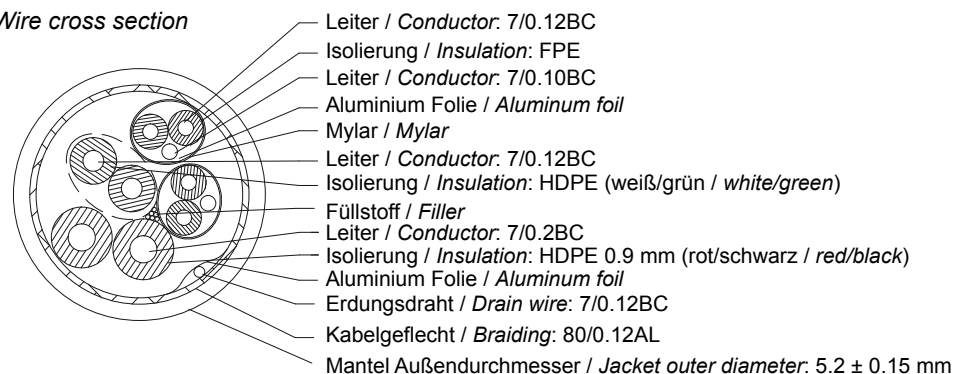 Wire cross section
Leiter / Conductor: 7/0.12BC
Isolierung / Insulation: FPE
Leiter / Conductor: 7/0.10BC
Aluminium Folie / Aluminum foil
Mylar / Mylar
Leiter / Conductor: 7/0.12BC
Isolierung / Insulation: HDPE (weiß/grün / white/green)
Füllstoff / Filler
Leiter / Conductor: 7/0.2BC
Isolierung / Insulation: HDPE 0.9 mm (rot/schwarz / red/black)
Aluminium Folie / Aluminum foil
Erdungsdraht / Drain wire: 7/0.12BC
Kabelgeflecht / Braiding: 80/0.12AL
Mantel Außendurchmesser / Jacket outer diameter: 5.2 ± 0.15 mm